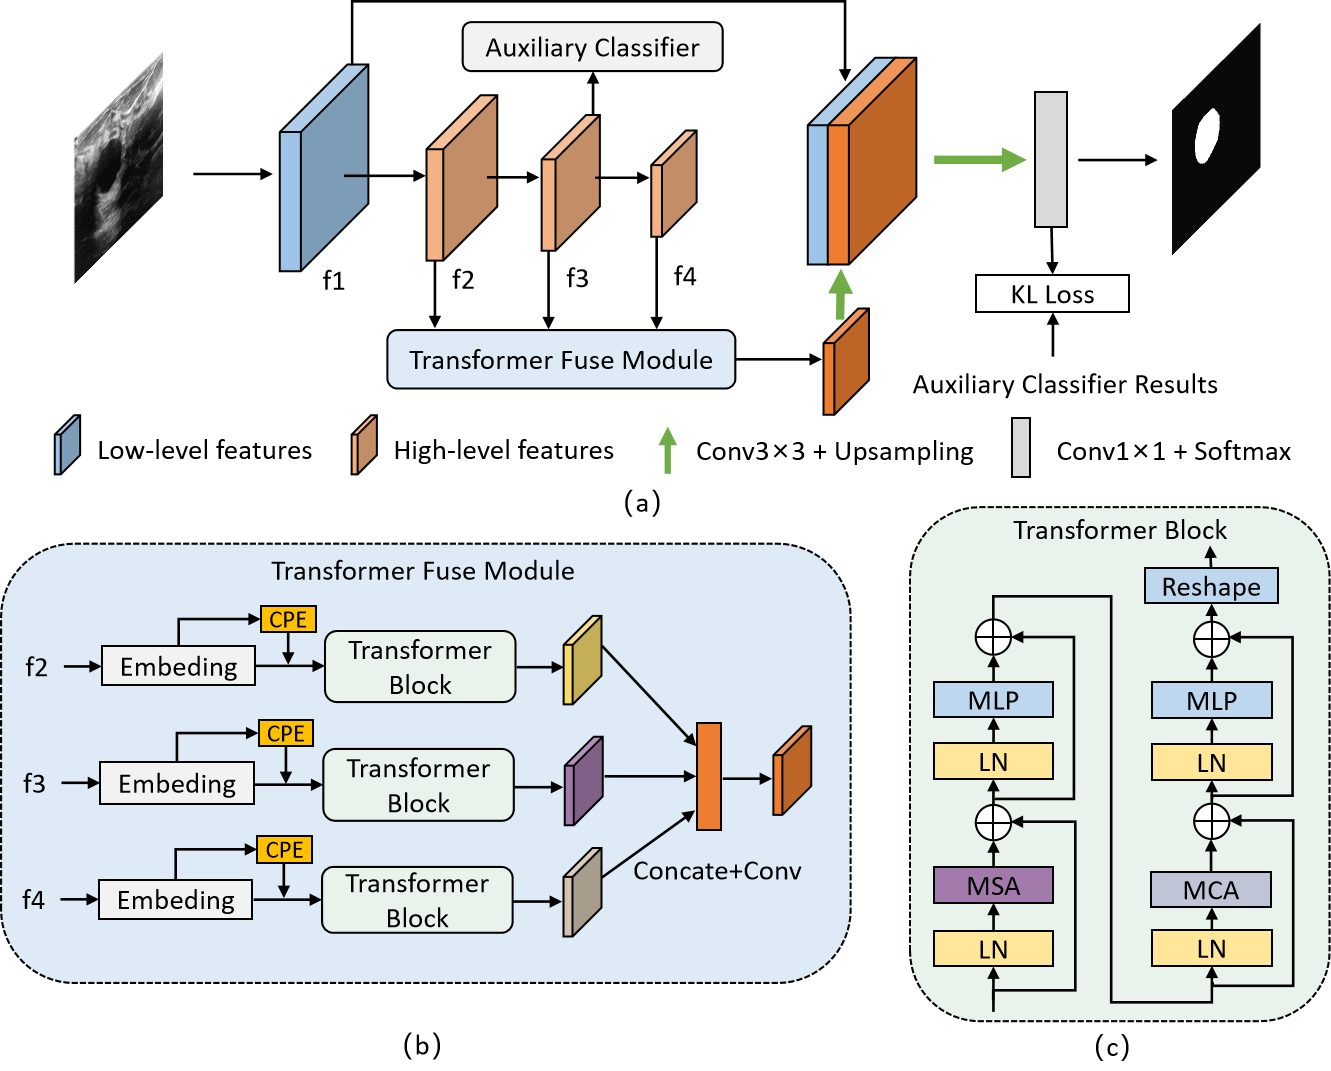 Auxiliary Classifier
f1
f2
f3
f4
Transformer Fuse Module
KL Loss
Auxiliary Classifier Results
Low-level features
High-level features
Conv3×3 + Upsampling
Conv1×1 + Softmax
(a)
Transformer Fuse Module
f2
Embeding
CPE
Transformer
Block
f3
Embeding
CPE
Transformer
Block
f4
Embeding
CPE
Transformer
Block
Concate+Conv
(b)
Transformer Block
Reshape
MLP
LN
MSA
LN
MLP
LN
MCA
LN
(c)